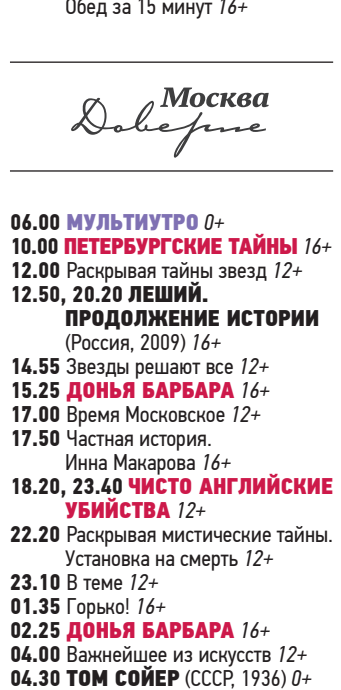 Обед за 15 минут 16+
Москва
Доверие
06.00 МУЛЬТИУТРО 0+
10.00 ПЕТЕРБУРГСКИЕ ТАЙНЫ 16+
12.00 Раскрывая тайны звезд 12+
12.50, 20.20 ЛЕШИЙ.
ПРОДОЛЖЕНИЕ ИСТОРИИ
(Россия, 2009) 16+
14.55 Звезды решают все 12+
15.25 ДОНЬЯ БАРБАРА 16+
17.00 Время Московское 12+
17.50 Частная история.
Инна Макарова 16+
18.20, 23.40 ЧИСТО АНГЛИЙСКИЕ
УБИЙСТВА 12+
22.20 Раскрывая мистические тайны.
Установка на смерть 12+
23.10 В теме 12+
01.35 Горько! 16+
02.25 ДОНЬЯ БАРБАРА 16+
04.00 Важнейшее из искусств 12+
04.30 ТОМ СОЙЕР (СССР, 1936) 0+